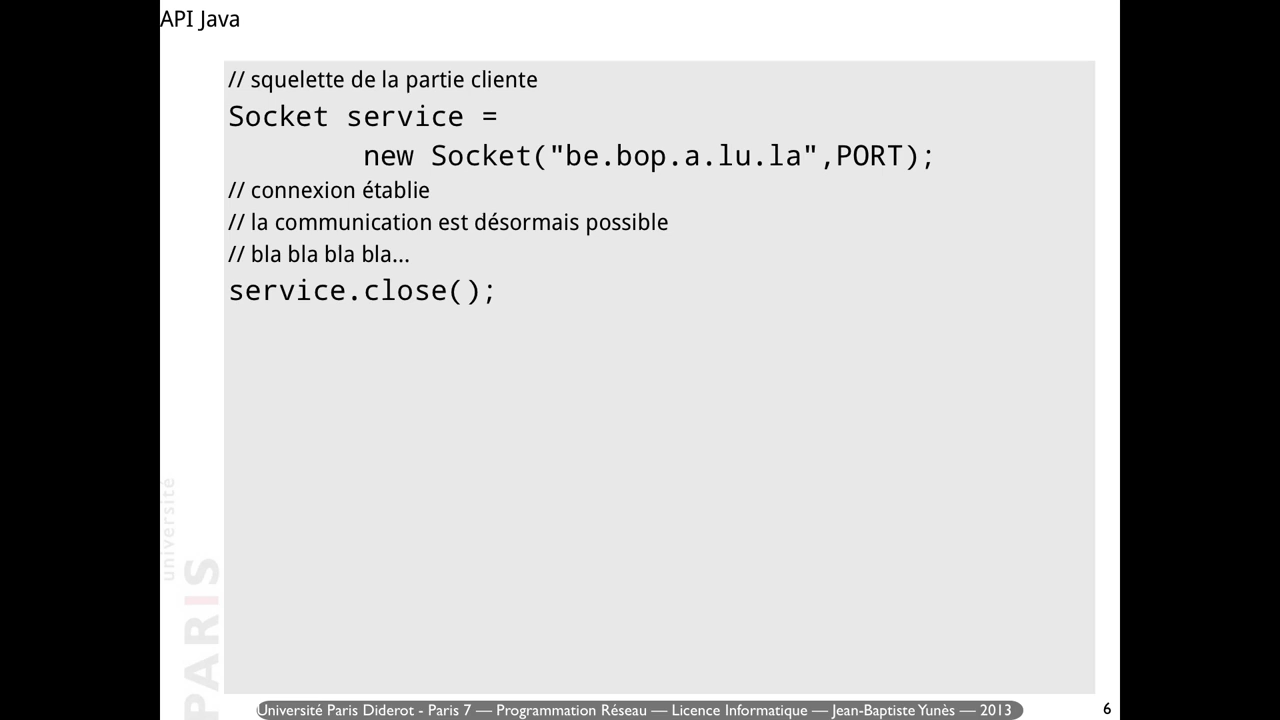 API Java
// squelette de la partie cliente
Socket service =
new Socket("be.bop.a.lu.la",PORT);
// connexion établie
// la communication est désormais possible
// bla bla bla bla...
service.close();
université
PARIS
Université Paris Diderot - Paris 7 — Programmation Réseau — Licence Informatique — Jean-Baptiste Yunès — 2013
6